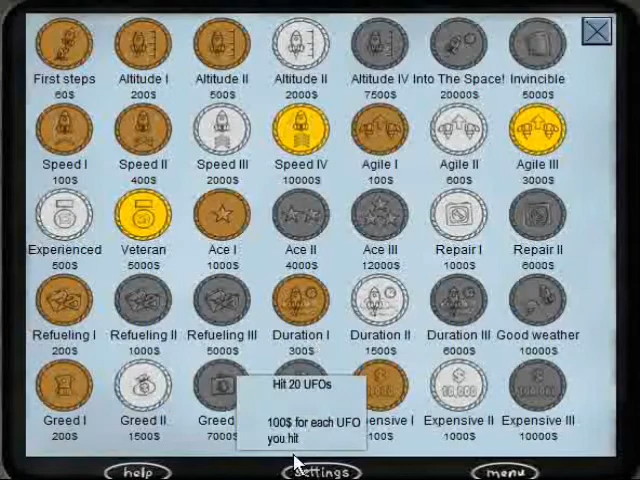 First steps Altitude I Altitude II Altitude II Altitude IV Into The Space! Invincible
60$ 200$ 500$ 2000$ 7500$ 20000$ 5000$
Speed I Speed II Speed III Speed IV Agile I Agile II Agile III
100$ 400$ 2000$ 10000$ 100$ 600$ 3000$
Experienced Veteran Ace I Ace II Ace III Repair I Repair II
500$ 5000$ 1000$ 4000$ 12000$ 1000$ 6000$
Refueling I Refueling II Refueling III Duration I Duration II Duration III Good weather
200$ 1000$ 5000$ 300$ 1500$ 6000$ 10000$
Hit 20 UFOs
100$ for each UFO
you hit
Greed I Greed II Greed Expensive II Expensive III
200$ 1500$ 7000$ 100$ 1000$ 10000$
help settings menu